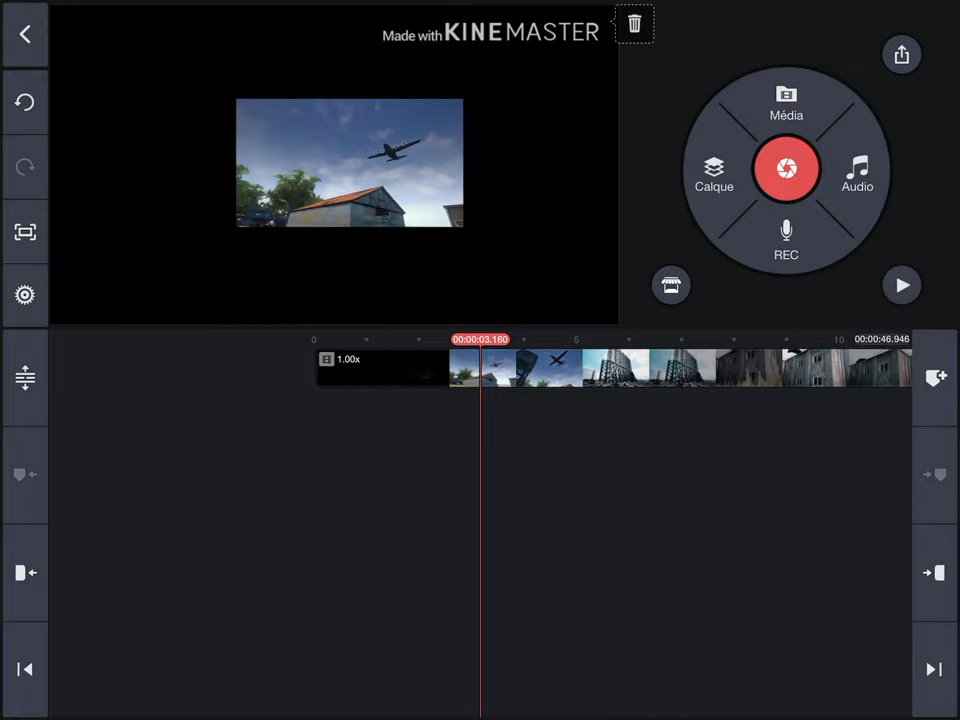 Made with KINEMASTER
Média
Calque
Audio
REC
0
00:00:03.160
5
10
00:00:46.946
1.00x